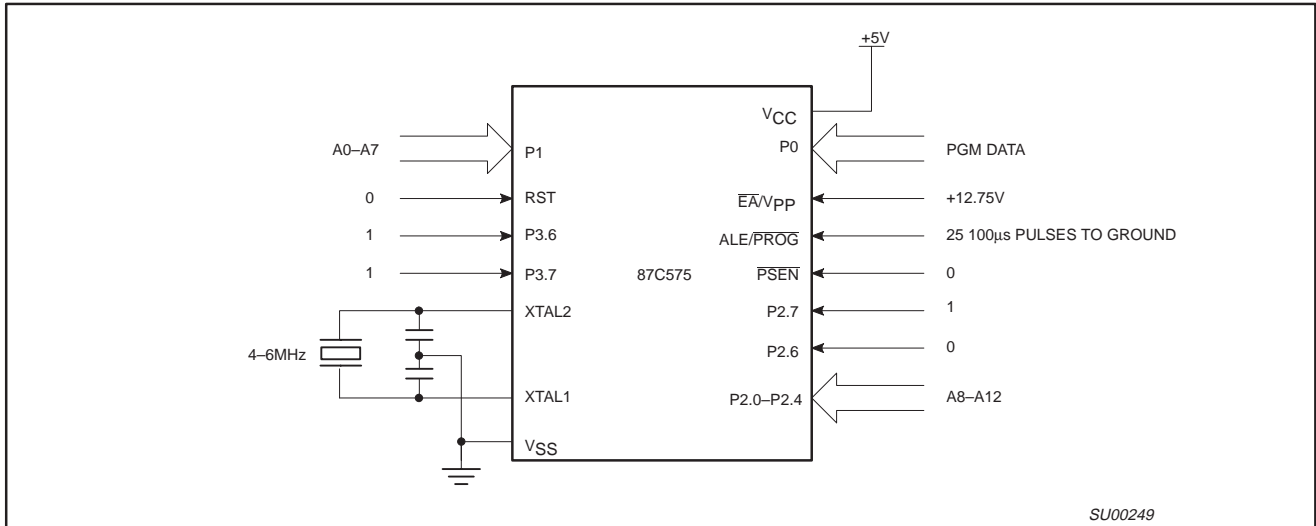 +5V
VCC
A0–A7
P1
P0
PGM DATA
0
RST
EA/VPP
+12.75V
1
P3.6
ALE/PROG
25 100μs PULSES TO GROUND
1
P3.7
87C575
PSEN
0
XTAL2
P2.7
1
4–6MHz
P2.6
0
XTAL1
P2.0–P2.4
A8–A12
VSS
SU00249